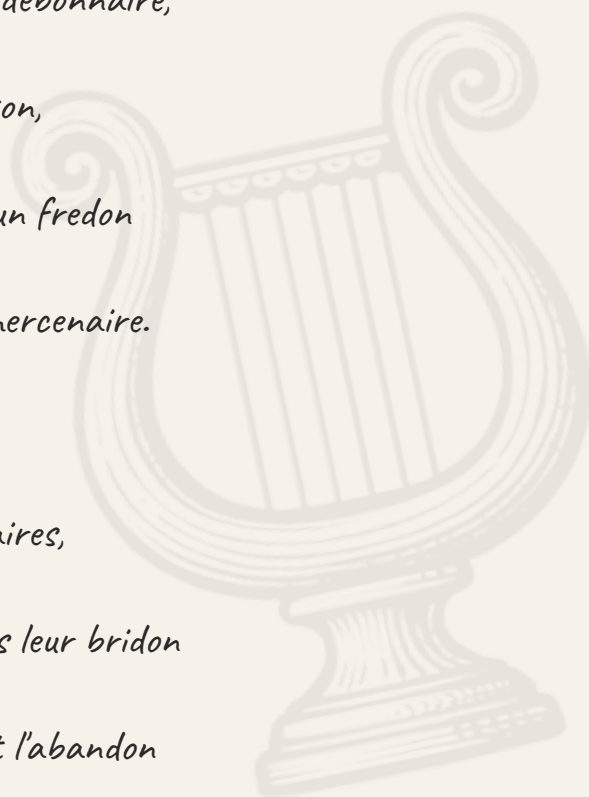 débonnaire,
on,
un fredon
mercenaire.
aires,
s leur bridon
t l'abandon